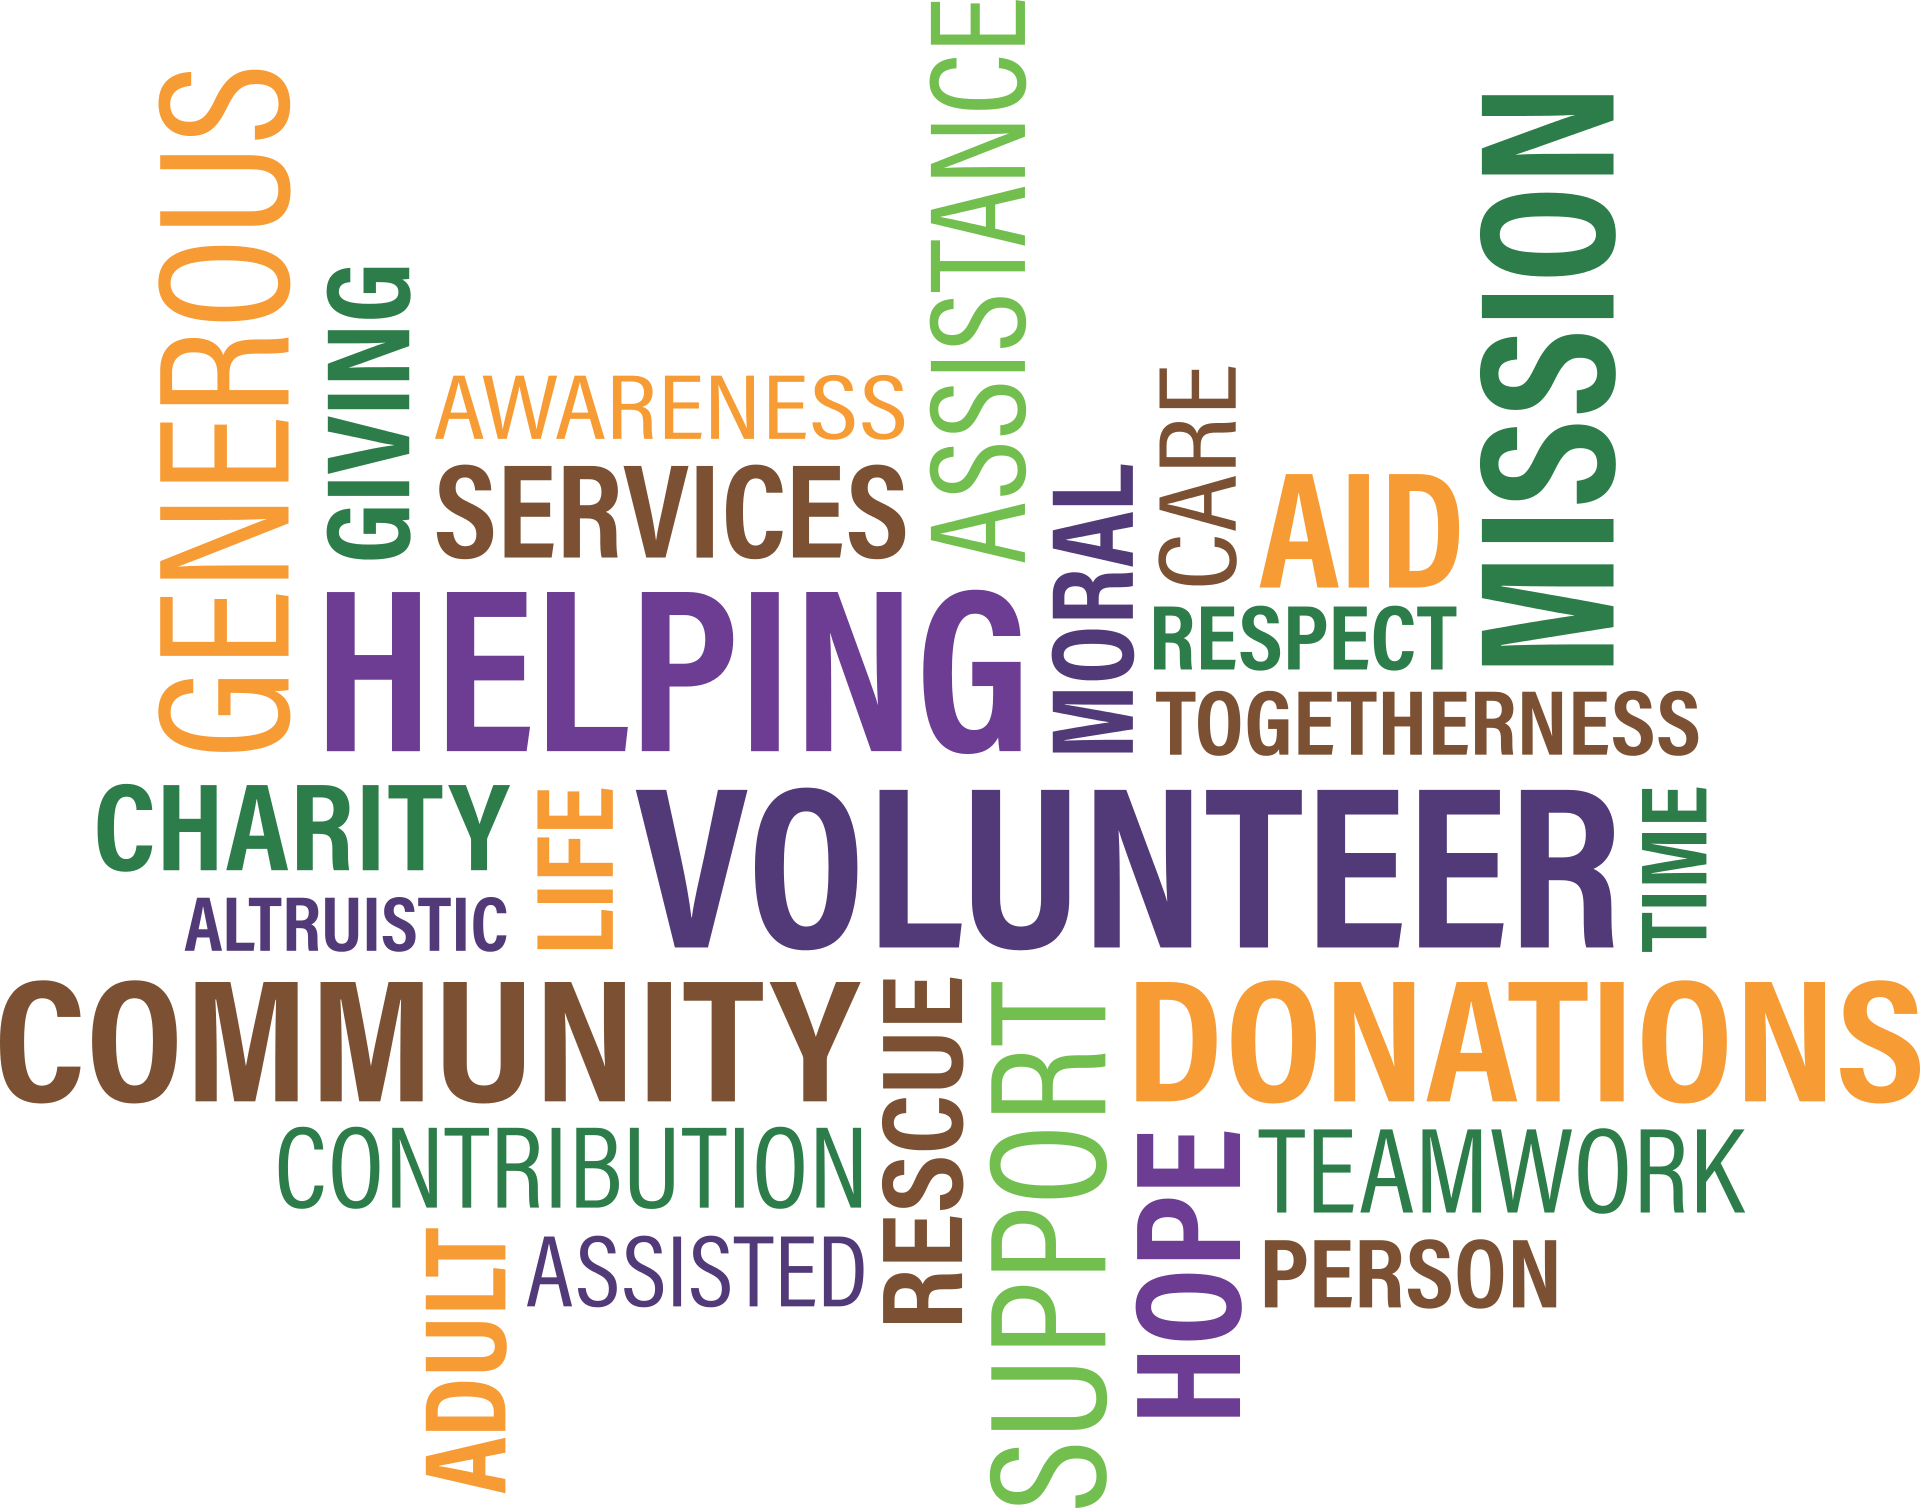 GENEROUS
GIVING
AWARENESS
SERVICES
ASSISTANCE
HELPING
MORAL
CARE
AID
MISSION
RESPECT
TOGETHERNESS
CHARITY
ALTRUISTIC
LIFE
VOLUNTEER
TIME
COMMUNITY
RESCUE
SUPPORT
DONATIONS
CONTRIBUTION
HOPE
TEAMWORK
ADULT
ASSISTED
PERSON